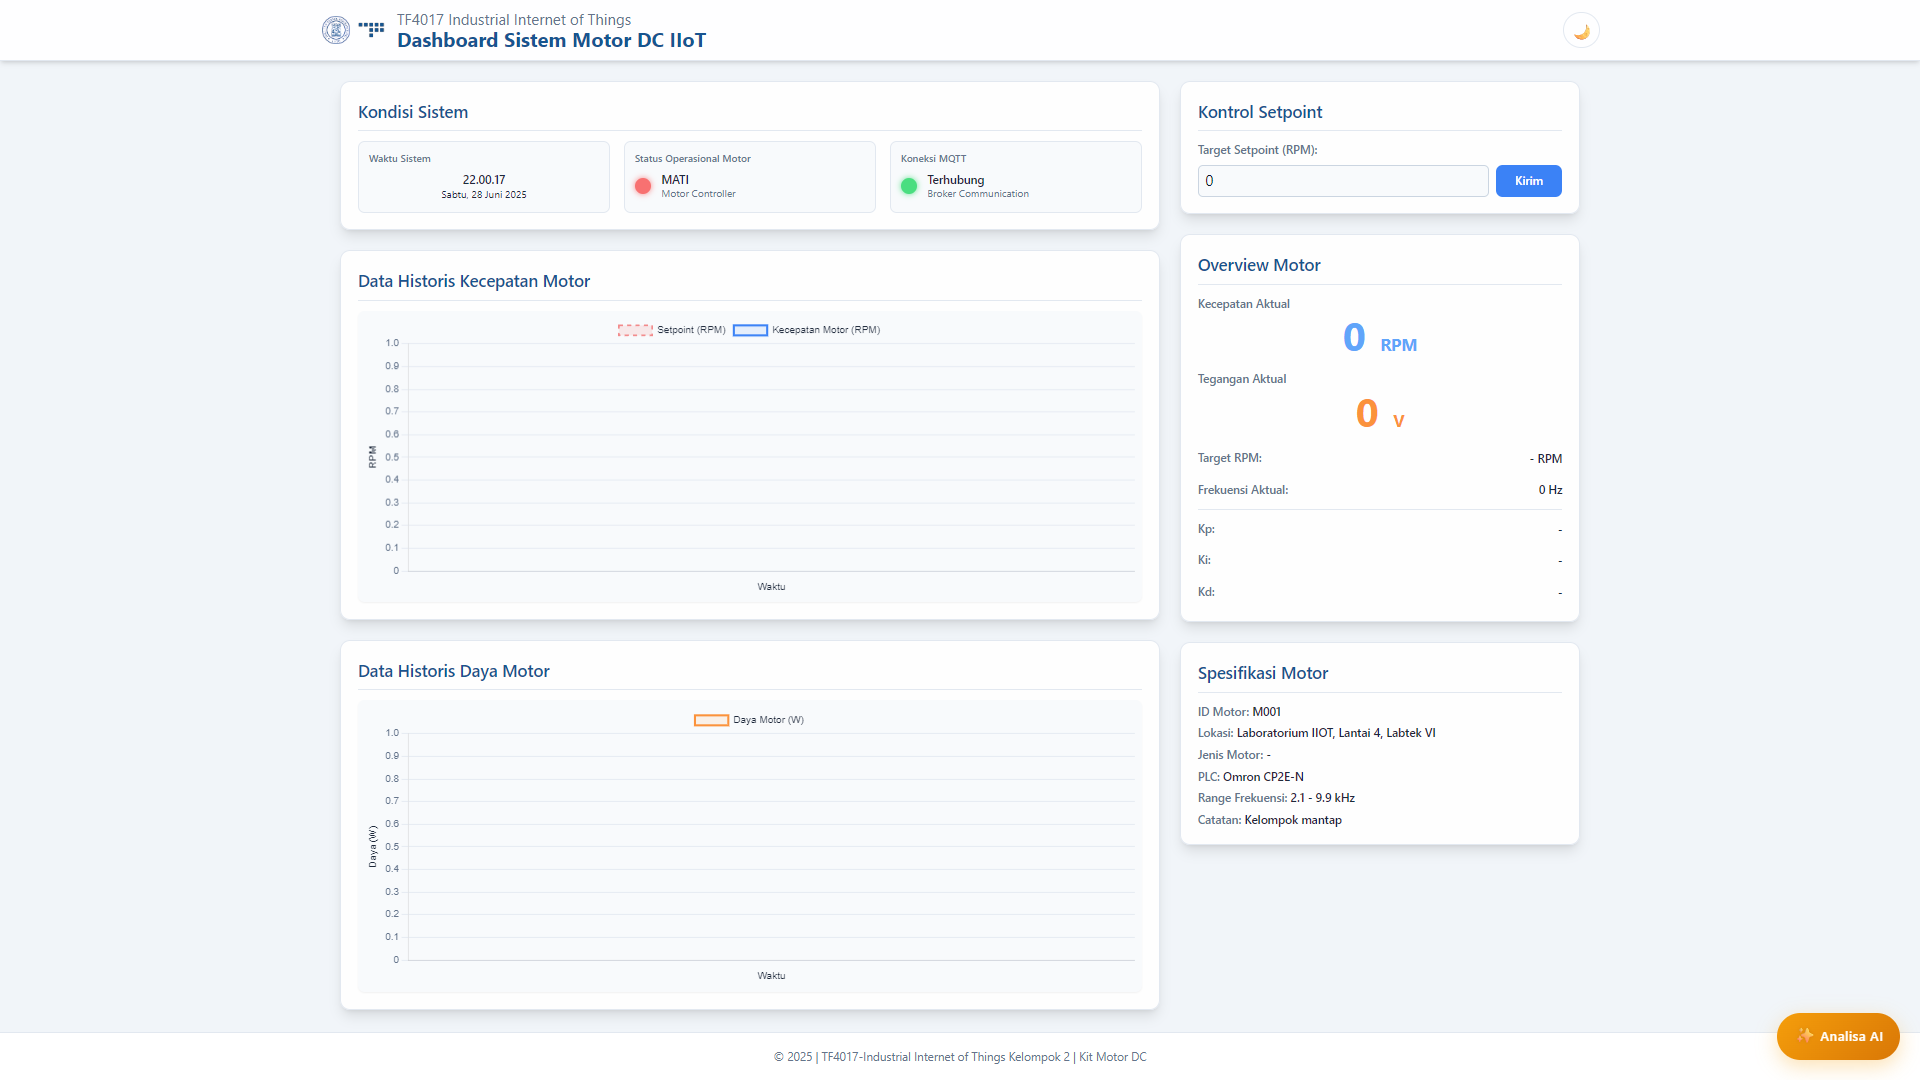 TF4017 Industrial Internet of Things
Dashboard Sistem Motor DC IIoT
Kondisi Sistem
Waktu Sistem
22.00.17
Sabtu, 28 Juni 2025
Status Operasional Motor
MATI
Motor Controller
Koneksi MQTT
Terhubung
Broker Communication
Data Historis Kecepatan Motor
Setpoint (RPM)
Kecepatan Motor (RPM)
1.0
0.9
0.8
0.7
0.6
0.5
0.4
0.3
0.2
0.1
0
RPM
Waktu
Data Historis Daya Motor
Daya Motor (W)
1.0
0.9
0.8
0.7
0.6
0.5
0.4
0.3
0.2
0.1
0
Daya (W)
Waktu
Kontrol Setpoint
Target Setpoint (RPM):
0
Kirim
Overview Motor
Kecepatan Aktual
0 RPM
Tegangan Aktual
0 V
Target RPM: - RPM
Frekuensi Aktual: 0 Hz
Kp: -
Ki: -
Kd: -
Spesifikasi Motor
ID Motor: M001
Lokasi: Laboratorium IIOT, Lantai 4, Labtek VI
Jenis Motor: -
PLC: Omron CP2E-N
Range Frekuensi: 2.1 - 9.9 kHz
Catatan: Kelompok mantap
Analisa AI
© 2025 | TF4017-Industrial Internet of Things Kelompok 2 | Kit Motor DC